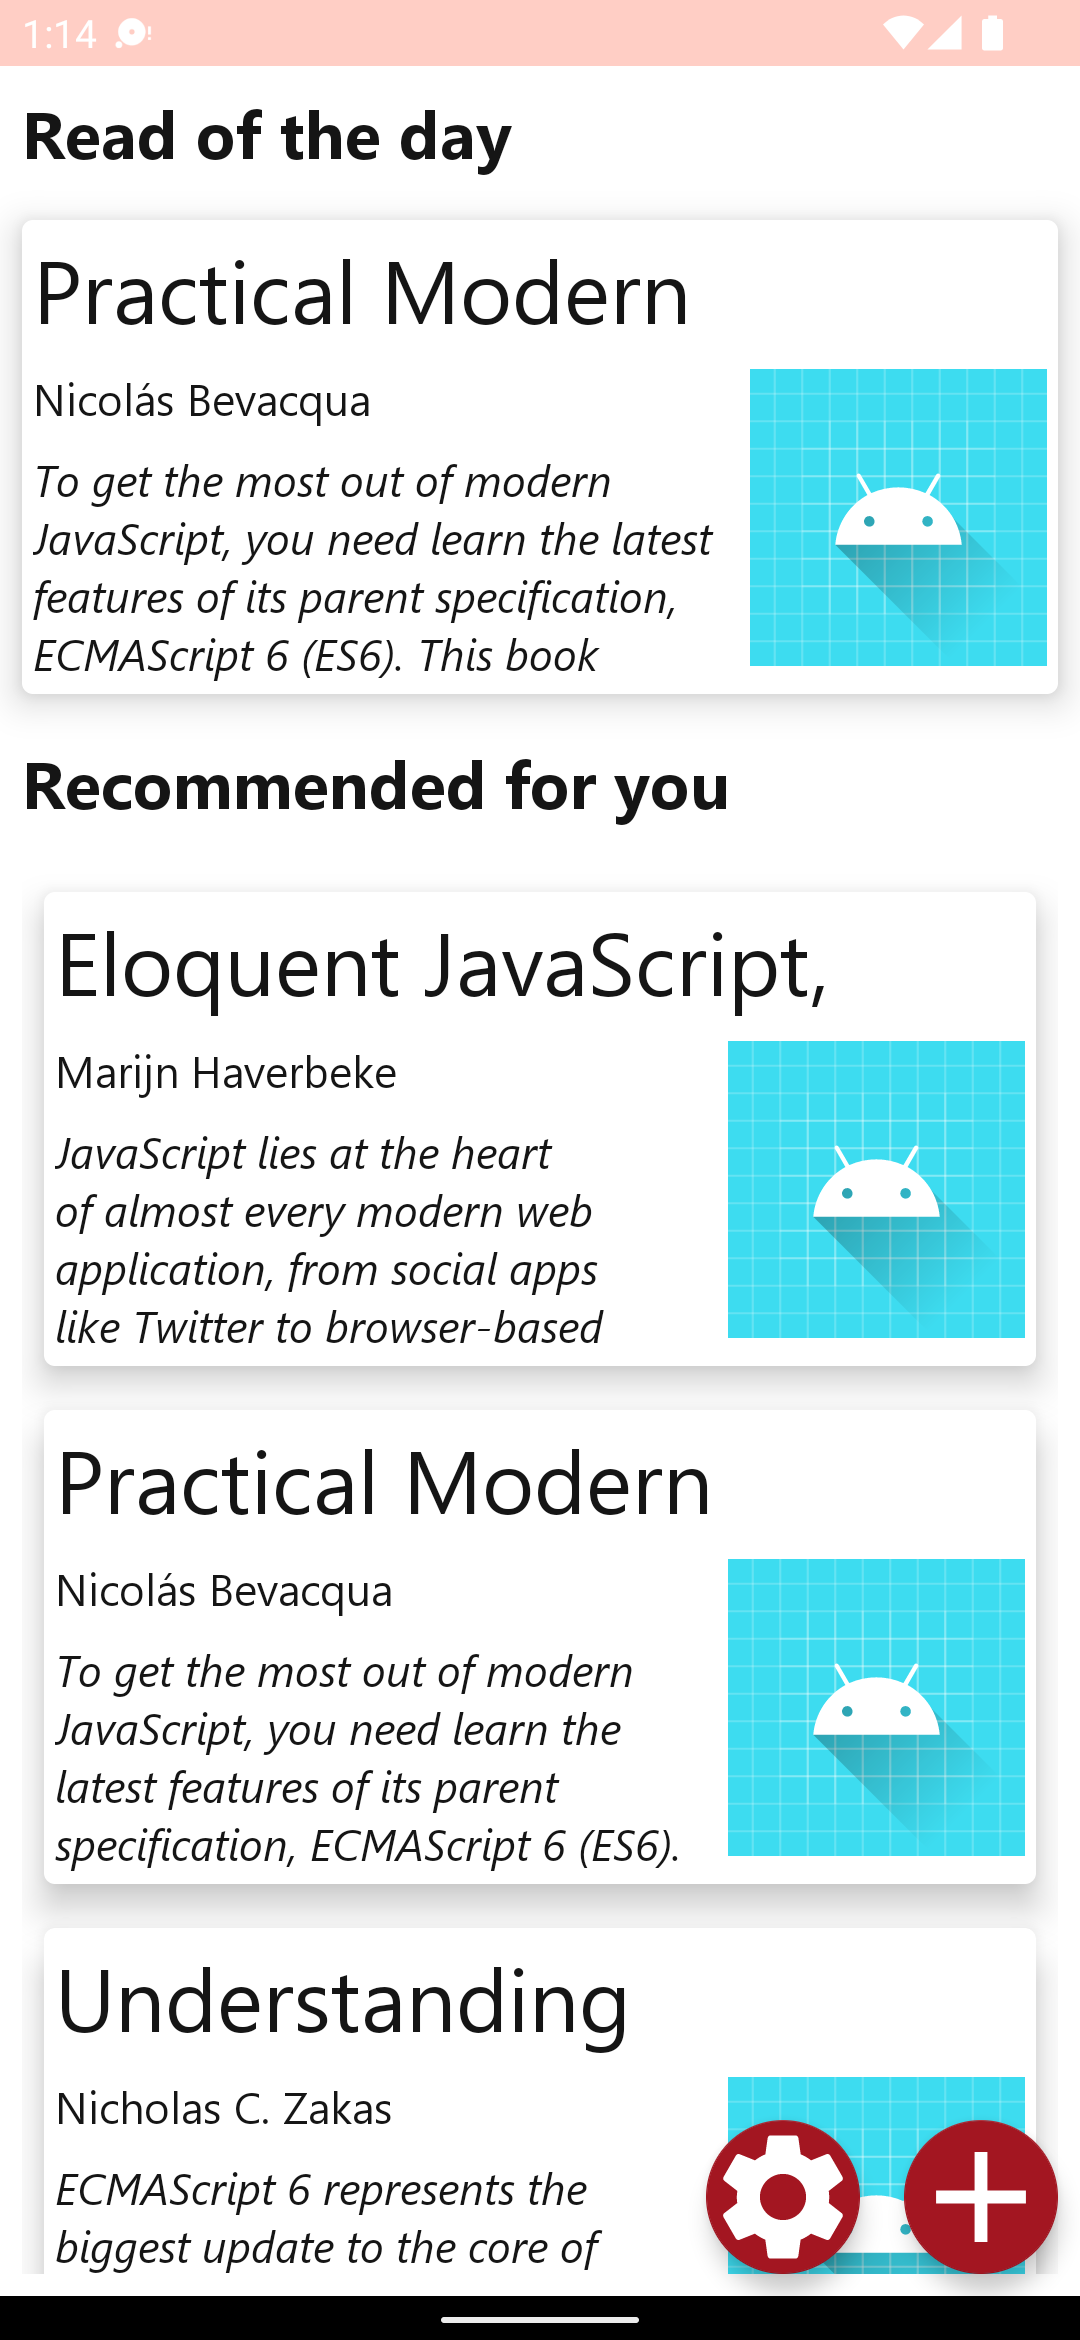 1:14
Read of the day
Practical Modern
Nicolás Bevacqua
To get the most out of modern
JavaScript, you need learn the latest
features of its parent specification,
ECMAScript 6 (ES6). This book
Recommended for you
Eloquent JavaScript,
Marijn Haverbeke
JavaScript lies at the heart
of almost every modern web
application, from social apps
like Twitter to browser-based
Practical Modern
Nicolás Bevacqua
To get the most out of modern
JavaScript, you need learn the
latest features of its parent
specification, ECMAScript 6 (ES6).
Understanding
Nicholas C. Zakas
ECMAScript 6 represents the
biggest update to the core of